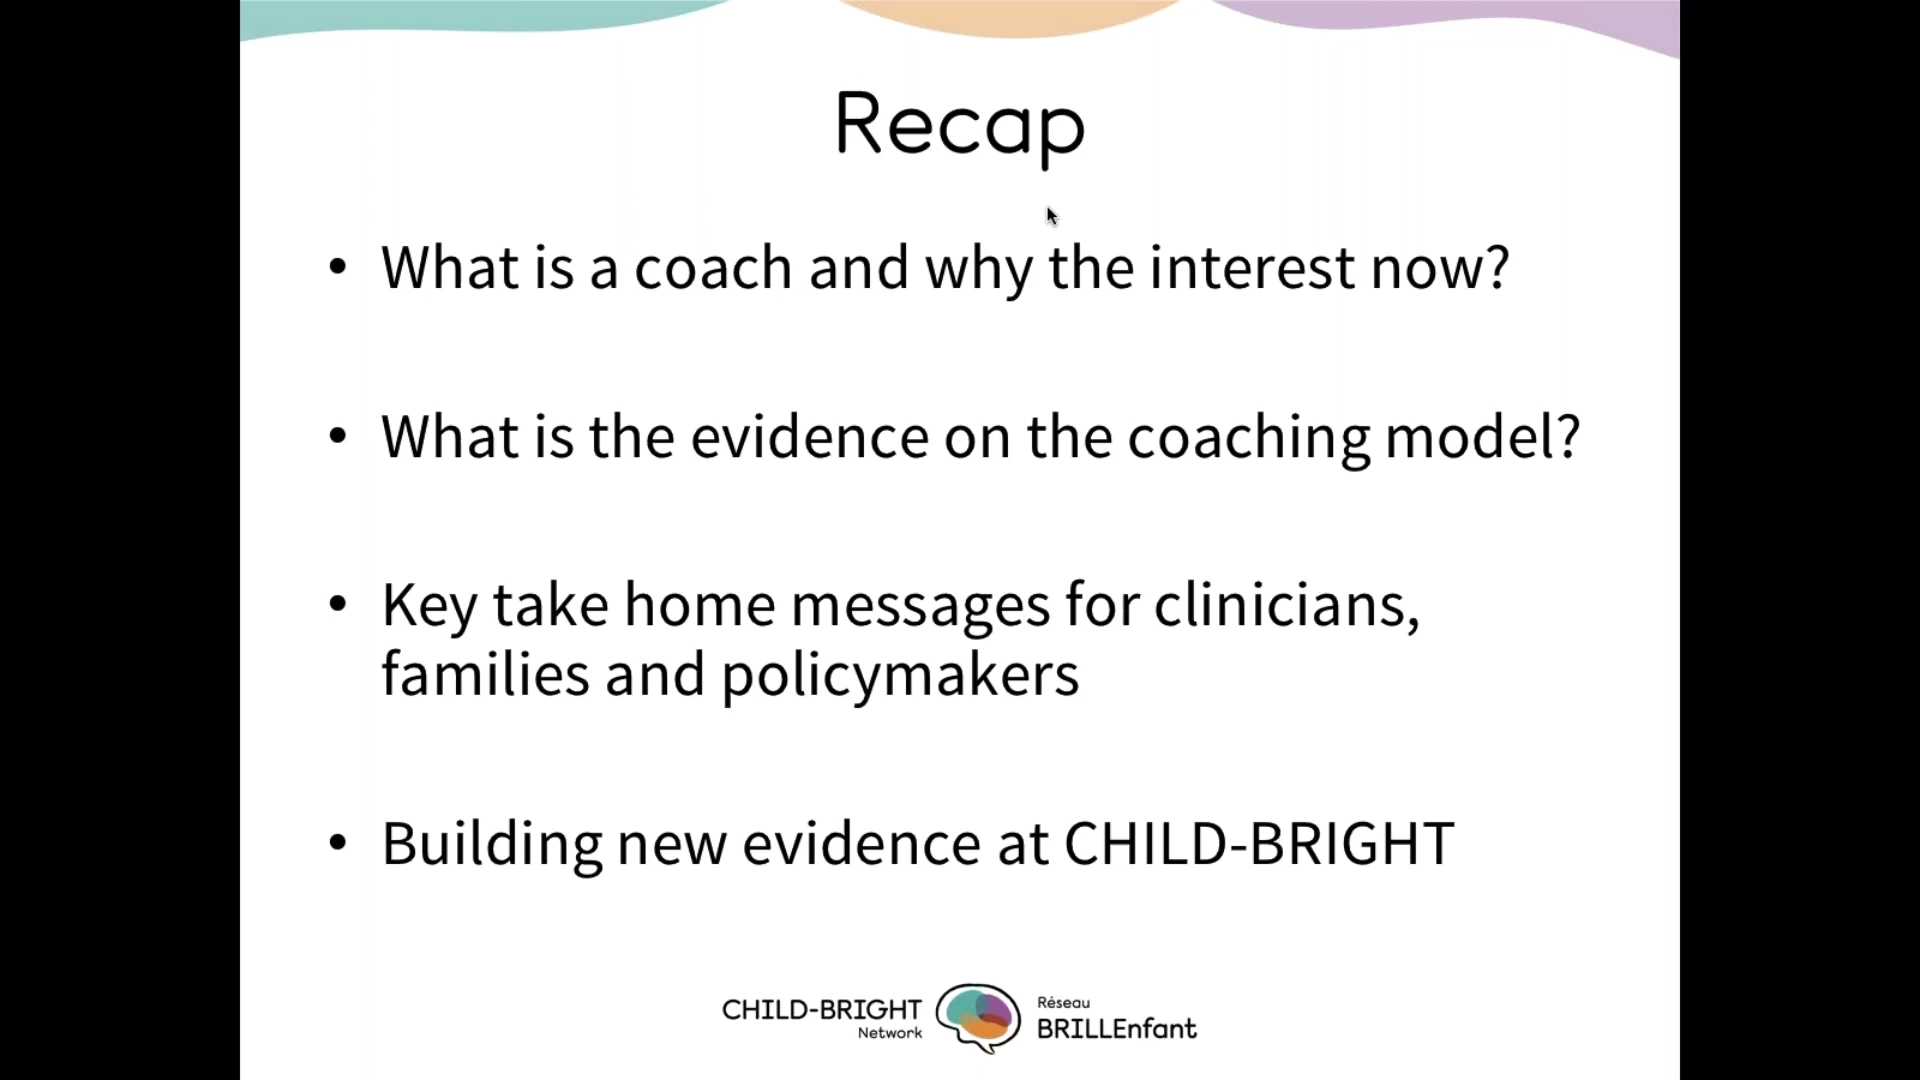 Recap
• What is a coach and why the interest now?
• What is the evidence on the coaching model?
• Key take home messages for clinicians,
families and policymakers
• Building new evidence at CHILD-BRIGHT
CHILD-BRIGHT
Network
Réseau
BRILLEnfant